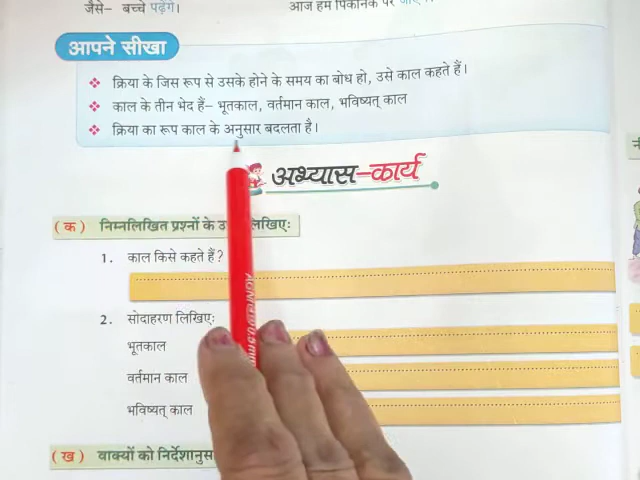 जैसे– बच्चे पढ़ेंगे।
आज हम पिकनिक पर
आपने सीखा
❖ क्रिया के जिस रूप से उसके होने के समय का बोध हो, उसे काल कहते हैं।
❖ काल के तीन भेद हैं– भूतकाल, वर्तमान काल, भविष्यत् काल
❖ क्रिया का रूप काल के अनुसार बदलता है।
अभ्यास–कार्य
(क) निम्नलिखित प्रश्नों के उ लिखिए:
1. काल किसे कहते हैं?
2. सोदाहरण लिखिए:
भूतकाल
वर्तमान काल
भविष्यत् काल
(ख) वाक्यों को निर्देशानुस